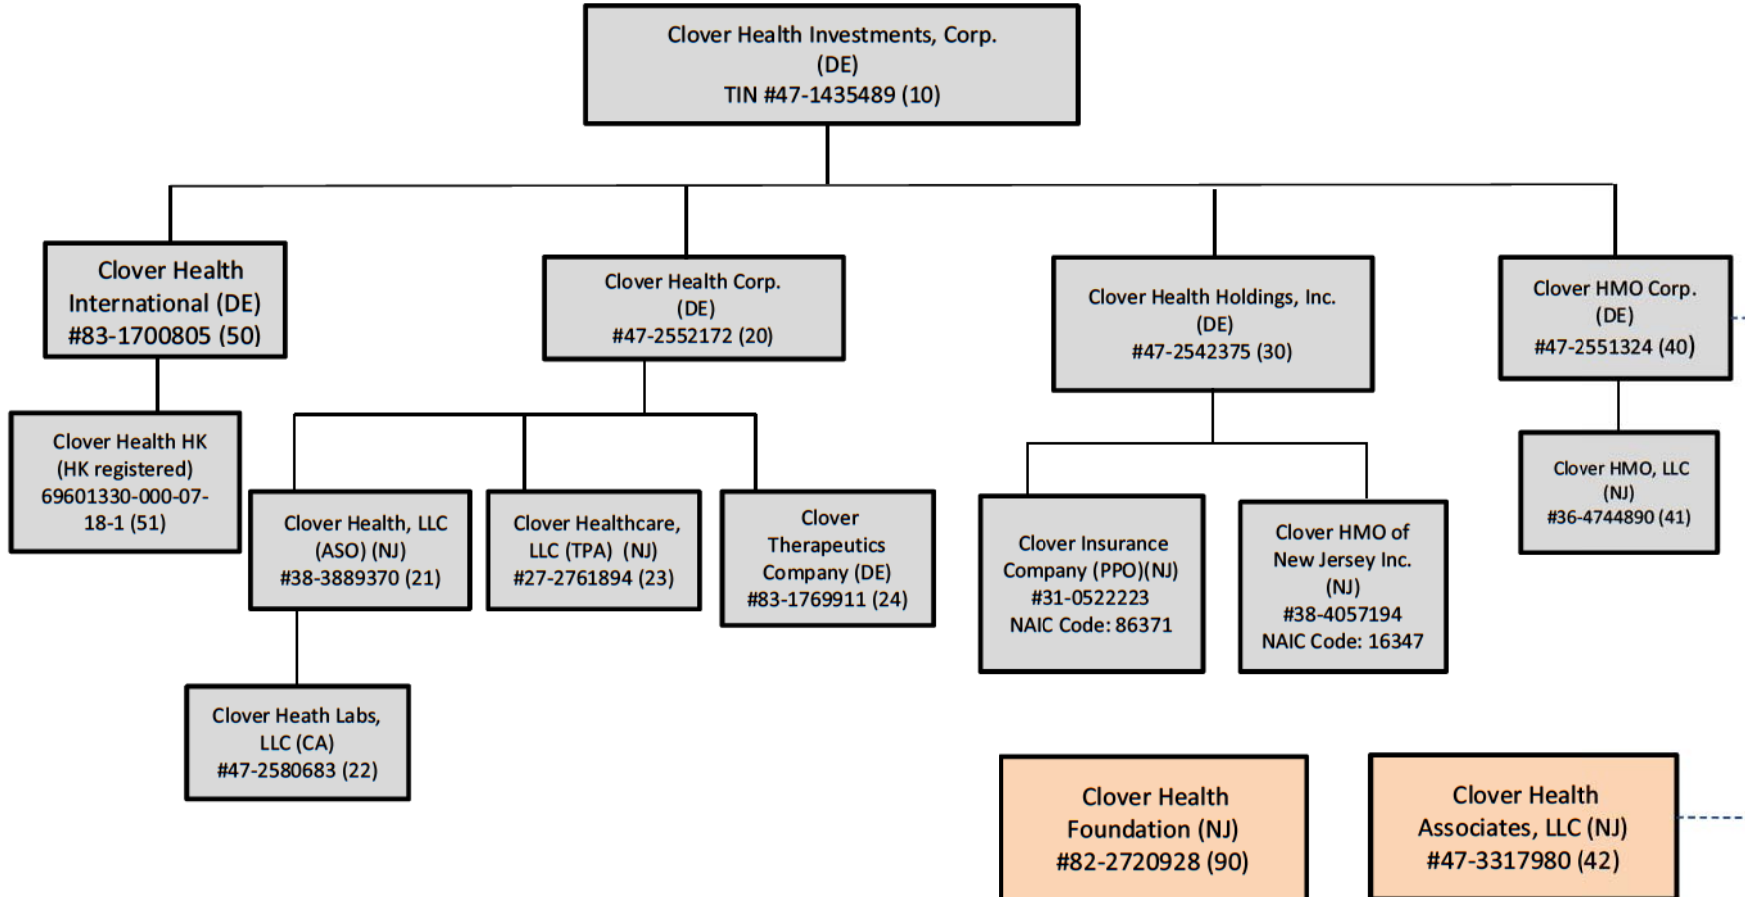 Clover Health Investments, Corp.
(DE)
TIN #47-1435489 (10)
Clover Health
International (DE)
#83-1700805 (50)
Clover Health Corp.
(DE)
#47-2552172 (20)
Clover Health Holdings, Inc.
(DE)
#47-2542375 (30)
Clover HMO Corp.
(DE)
#47-2551324 (40)
Clover Health HK
(HK registered)
69601330-000-07-
18-1 (51)
Clover Health, LLC
(ASO) (NJ)
#38-3889370 (21)
Clover Healthcare,
LLC (TPA) (NJ)
#27-2761894 (23)
Clover
Therapeutics
Company (DE)
#83-1769911 (24)
Clover Insurance
Company (PPO)(NJ)
#31-0522223
NAIC Code: 86371
Clover HMO of
New Jersey Inc.
(NJ)
#38-4057194
NAIC Code: 16347
Clover HMO, LLC
(NJ)
#36-4744890 (41)
Clover Heath Labs,
LLC (CA)
#47-2580683 (22)
Clover Health
Foundation (NJ)
#82-2720928 (90)
Clover Health
Associates, LLC (NJ)
#47-3317980 (42)